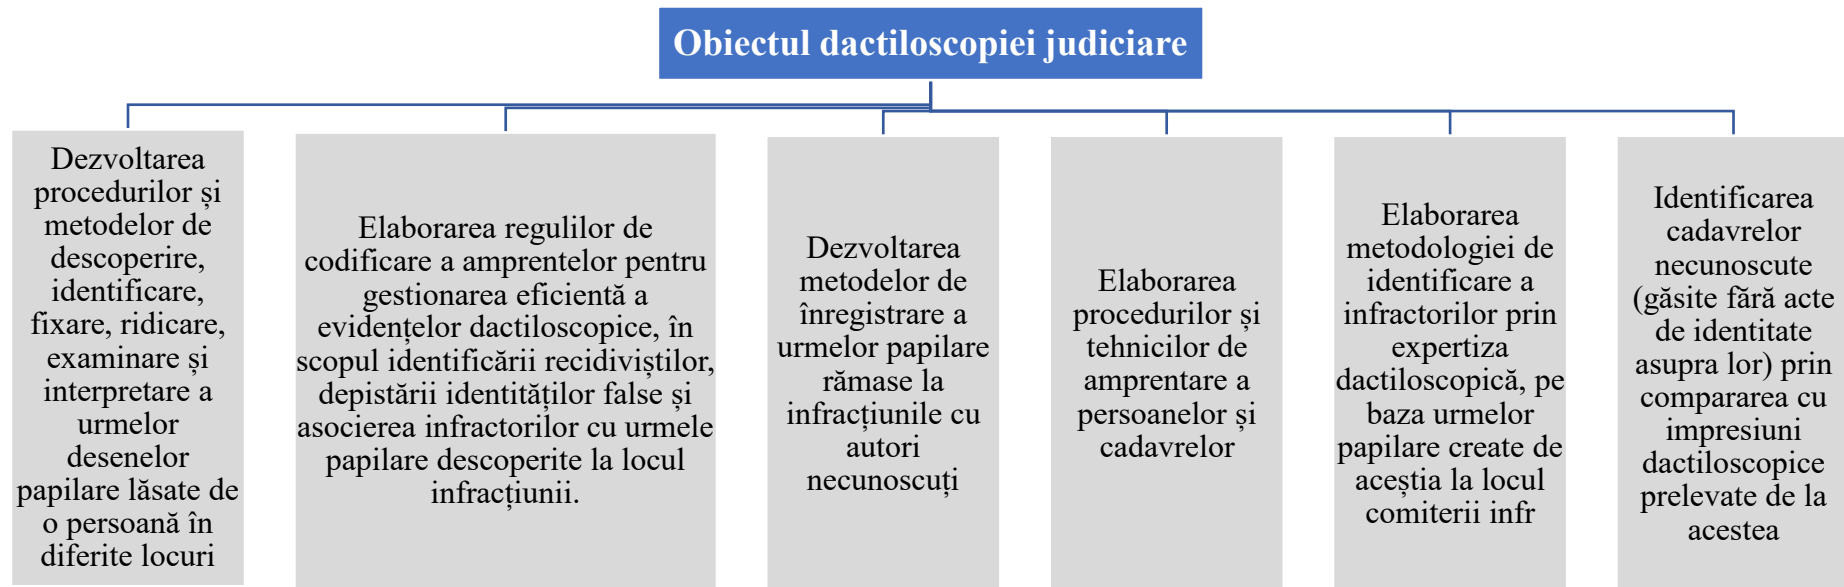 Obiectul dactiloscopiei judiciare
Dezvoltarea
procedurilor și
metodelor de
descoperire,
identificare,
fixare, ridicare,
examinare și
interpretare a
urmelor
desenelor
papilare lăsate de
o persoană în
diferite locuri
Elaborarea regulilor de
codificare a amprentelor pentru
gestionarea eficientă a
evidențelor dactiloscopice, în
scopul identificării recidiviștilor,
depistării identităților false și
asocierea infractorilor cu urmele
papilare descoperite la locul
infracțiunii.
Dezvoltarea
metodelor de
înregistrare a
urmelor papilare
rămase la
infracțiunile cu
autori
necunoscuți
Elaborarea
procedurilor și
tehnicilor de
amprentare a
persoanelor și
cadavrelor
Elaborarea
metodologiei de
identificare a
infractorilor prin
expertiza
dactiloscopică, pe
baza urmelor
papilare create de
aceștia la locul
comiterii infr
Identificarea
cadavrelor
necunoscute
(găsite fără acte
de identitate
asupra lor) prin
compararea cu
impresiuni
dactiloscopice
prelevate de la
acestea